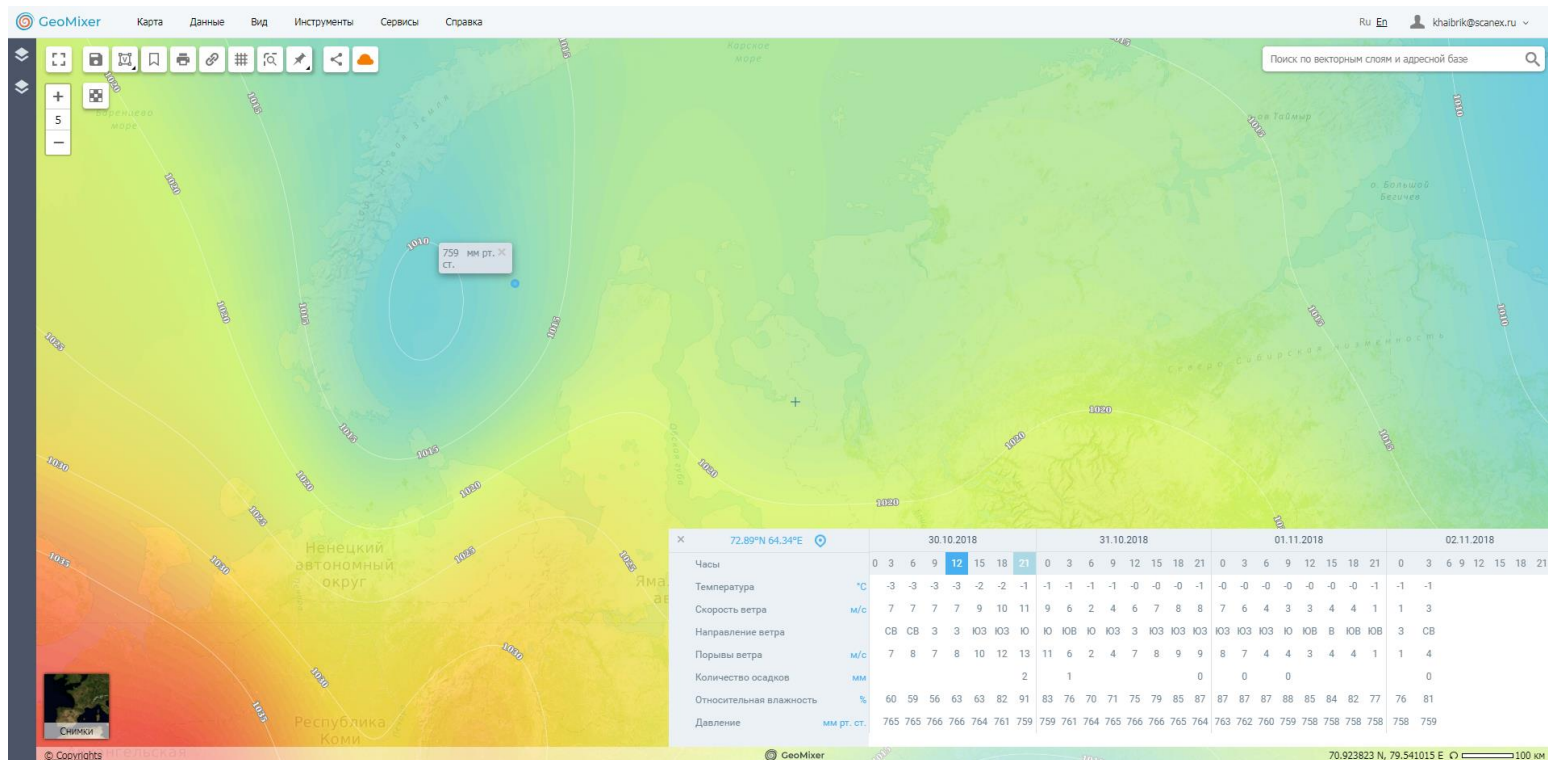 GeoMixer Карта Данные Вид Инструменты Сервисы Справка Ru En khaibrik@scanex.ru
Поиск по векторным слоям и адресной базе
+
5
−
Карское
море
Баренцево
море
о. Большой
Бегичев
Северо-Сибирская низменность
Обская губа
759 мм рт.
ст.
1010
1015
1020
1025
1030
1035
Ненецкий
автономный
округ
Республика
Коми
Снимки
72.89°N 64.34°E 30.10.2018 31.10.2018 01.11.2018 02.11.2018
Часы 0 3 6 9 12 15 18 21 0 3 6 9 12 15 18 21 0 3 6 9 12 15 18 21 0 3 6 9 12 15 18 21
Температура °C -3 -3 -3 -3 -2 -2 -1 -1 -1 -1 -1 -0 -0 -0 -1 -0 -0 -0 -0 -0 -0 -0 -1 -1 -1
Скорость ветра м/с 7 7 7 7 9 10 11 9 6 2 4 6 7 8 8 7 6 4 3 3 4 4 1 1 3
Направление ветра СВ СВ З З ЮЗ ЮЗ Ю Ю ЮВ Ю ЮЗ З ЮЗ ЮЗ ЮЗ ЮЗ ЮЗ ЮЗ Ю ЮВ В ЮВ ЮВ З СВ
Порывы ветра м/с 7 8 7 8 10 12 13 11 6 2 4 7 8 9 9 8 7 4 4 3 4 4 1 1 4
Количество осадков мм 2 1 0 0 0 0
Относительная влажность % 60 59 56 63 63 82 91 83 76 70 71 75 79 85 87 87 87 87 88 85 84 82 77 76 81
Давление мм рт. ст. 765 765 766 766 764 761 759 759 761 764 765 766 766 765 764 763 762 760 759 758 758 758 758 758 759
© Copyrights GeoMixer 70.923823 N, 79.541015 E 100 км